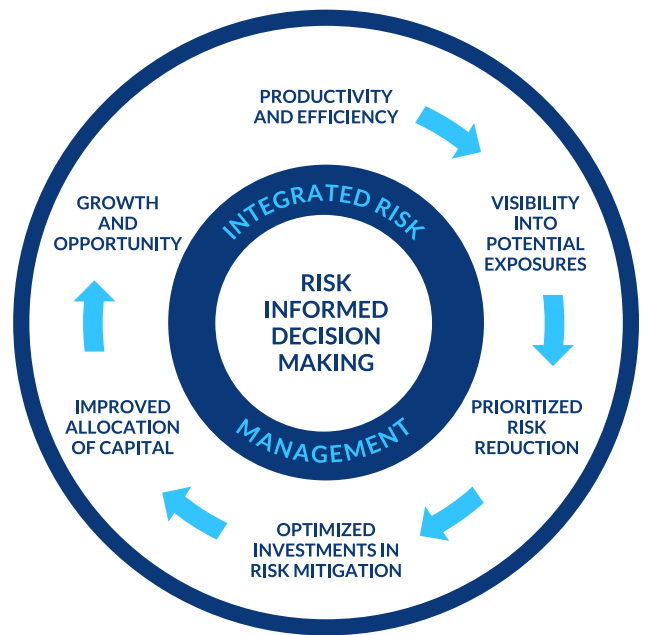 PRODUCTIVITY
AND EFFICIENCY
VISIBILITY
INTO
POTENTIAL
EXPOSURES
PRIORITIZED
RISK
REDUCTION
OPTIMIZED
INVESTMENTS IN
RISK MITIGATION
IMPROVED
ALLOCATION
OF CAPITAL
GROWTH
AND
OPPORTUNITY
INTEGRATED RISK
MANAGEMENT
RISK
INFORMED
DECISION
MAKING